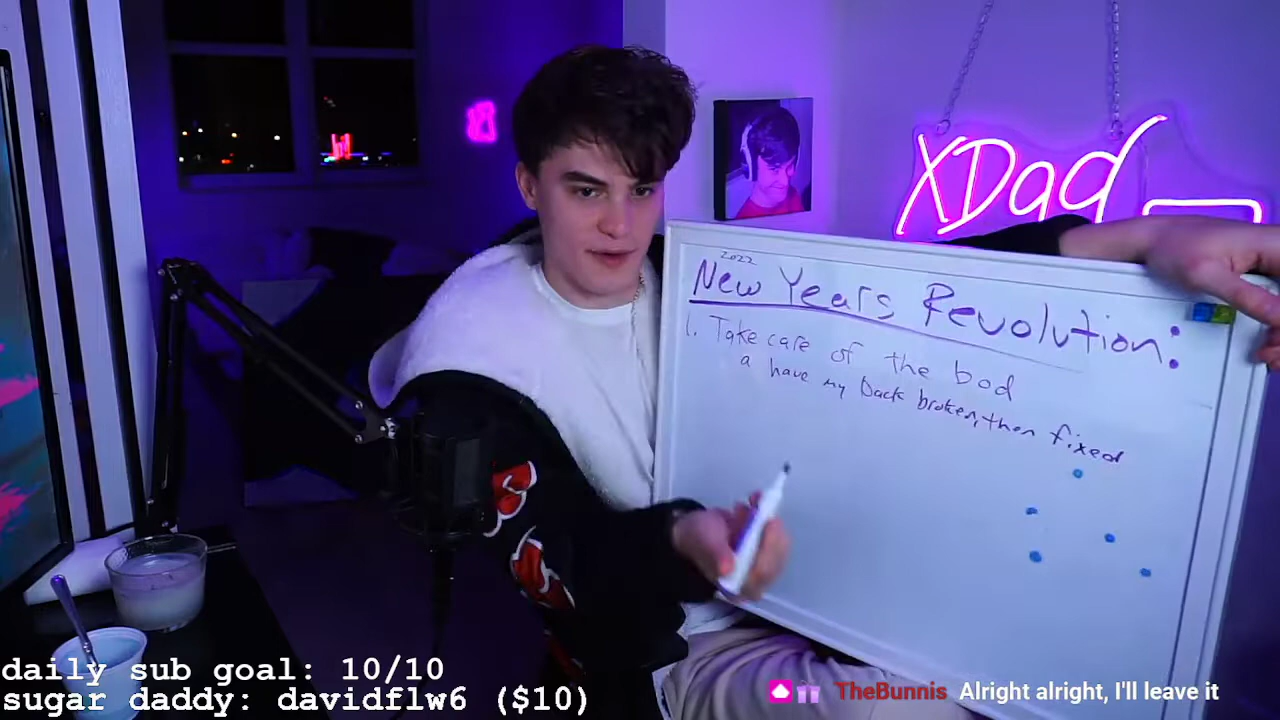 XDad
2022
New Years Revolution:
1. Take care of the bod
a have my back broken, then fixed
daily sub goal: 10/10
sugar daddy: davidflw6 ($10)
TheBunnis Alright alright, I'll leave it